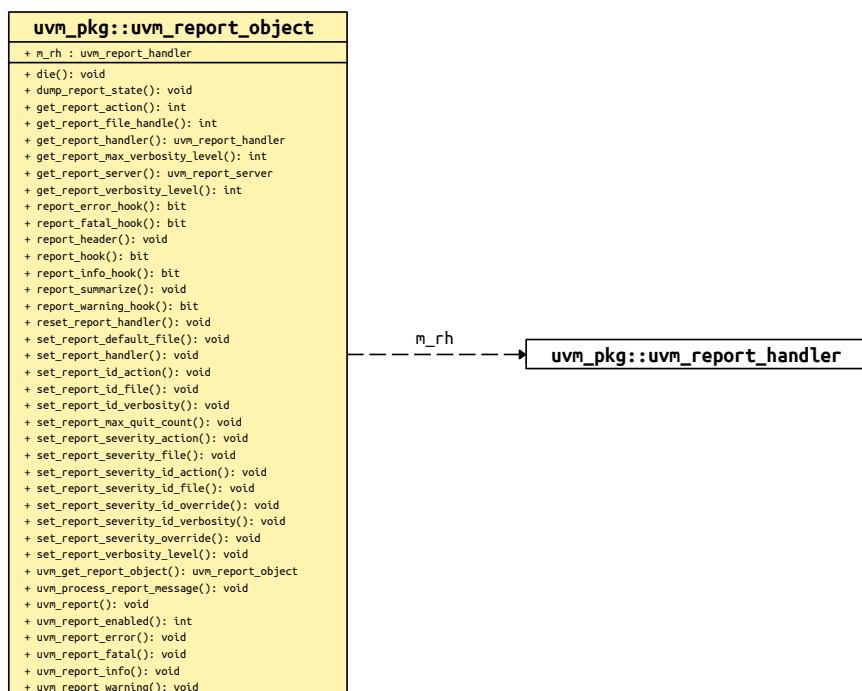 uvm_pkg::uvm_report_object
+ m_rh : uvm_report_handler
+ die(): void
+ dump_report_state(): void
+ get_report_action(): int
+ get_report_file_handle(): int
+ get_report_handler(): uvm_report_handler
+ get_report_max_verbosity_level(): int
+ get_report_server(): uvm_report_server
+ get_report_verbosity_level(): int
+ report_error_hook(): bit
+ report_fatal_hook(): bit
+ report_header(): void
+ report_hook(): bit
+ report_info_hook(): bit
+ report_summarize(): void
+ report_warning_hook(): bit
+ reset_report_handler(): void
+ set_report_default_file(): void
+ set_report_handler(): void
+ set_report_id_action(): void
+ set_report_id_file(): void
+ set_report_id_verbosity(): void
+ set_report_max_quit_count(): void
+ set_report_severity_action(): void
+ set_report_severity_file(): void
+ set_report_severity_id_action(): void
+ set_report_severity_id_file(): void
+ set_report_severity_id_override(): void
+ set_report_severity_id_verbosity(): void
+ set_report_severity_override(): void
+ set_report_verbosity_level(): void
+ uvm_get_report_object(): uvm_report_object
+ uvm_process_report_message(): void
+ uvm_report(): void
+ uvm_report_enabled(): int
+ uvm_report_error(): void
+ uvm_report_fatal(): void
+ uvm_report_info(): void
+ uvm_report_warning(): void
m_rh
uvm_pkg::uvm_report_handler